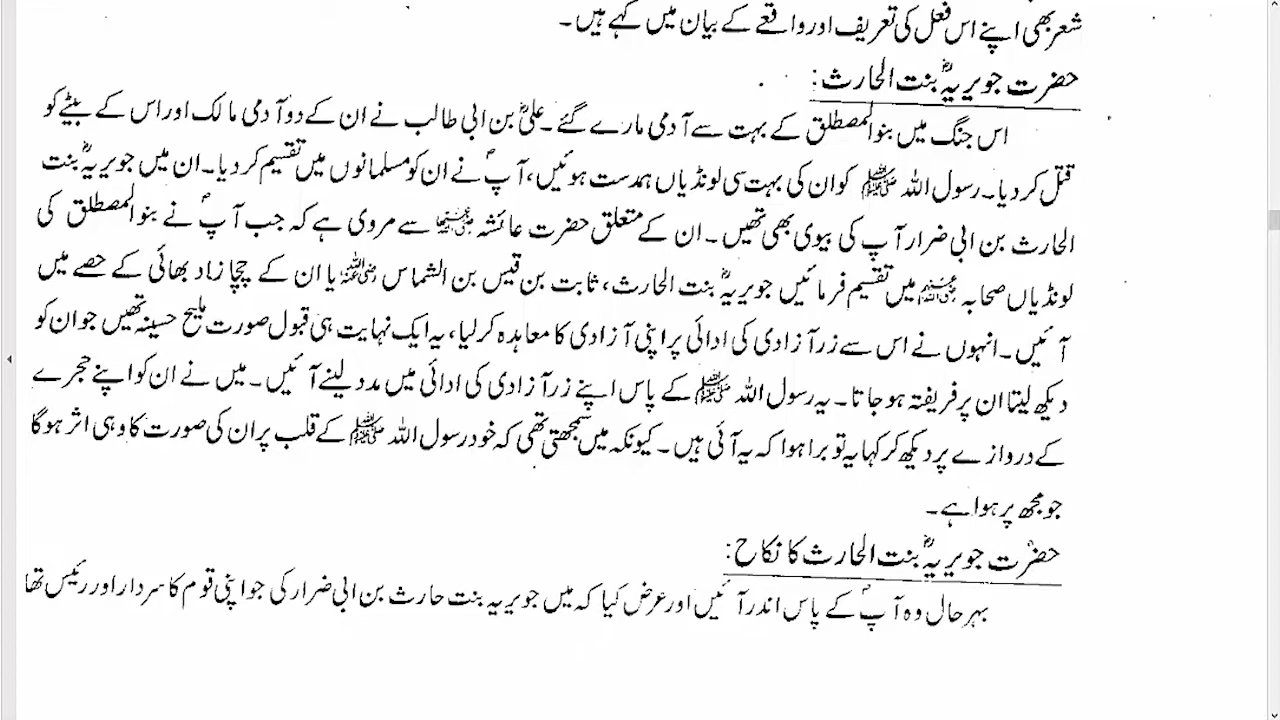 شعر بھی اپنے اس فعل کی تعریف اور واقعے کے بیان میں کہے ہیں۔
حضرت جویریہؓ بنت الحارث:
اس جنگ میں بنو المصطلق کے بہت سے آدمی مارے گئے۔ علیؓ بن ابی طالب نے ان کے دو آدمی مالک اور اس کے بیٹے کو
قتل کر دیا۔ رسول اللہ ﷺ کو ان کی بہت سی لونڈیاں ہمدست ہوئیں، آپؐ نے ان کو مسلمانوں میں تقسیم کر دیا۔ ان میں جویریہؓ بنت
الحارث بن ابی ضرار آپ کی بیوی بھی تھیں۔ ان کے متعلق حضرت عائشہ رضی اللہ عنہا سے مروی ہے کہ جب آپؐ نے بنو المصطلق کی
لونڈیاں صحابہ رضی اللہ عنہم میں تقسیم فرمائیں جویریہؓ بنت الحارث، ثابت بن قیس بن الشماس رضی اللہ عنہ یا ان کے چچا زاد بھائی کے حصے میں
آئیں۔ انہوں نے اس سے زر آزادی کی ادائی پر اپنی آزادی کا معاہدہ کر لیا، یہ ایک نہایت ہی قبول صورت ملیح حسینہ تھیں جو ان کو
دیکھ لیتا ان پر فریفتہ ہو جاتا۔ یہ رسول اللہ ﷺ کے پاس اپنے زر آزادی کی ادائی میں مدد لینے آئیں۔ میں نے ان کو اپنے حجرے
کے دروازے پر دیکھ کر کہا یہ تو برا ہوا کہ یہ آئی ہیں۔ کیونکہ میں سمجھتی تھی کہ خود رسول اللہ ﷺ کے قلب پر ان کی صورت کا وہی اثر ہو گا
جو مجھ پر ہوا ہے۔
حضرت جویریہؓ بنت الحارث کا نکاح:
بہر حال وہ آپؐ کے پاس اندر آئیں اور عرض کیا کہ میں جویریہ بنت حارث بن ابی ضرار کی جو اپنی قوم کا سردار اور رئیس تھا